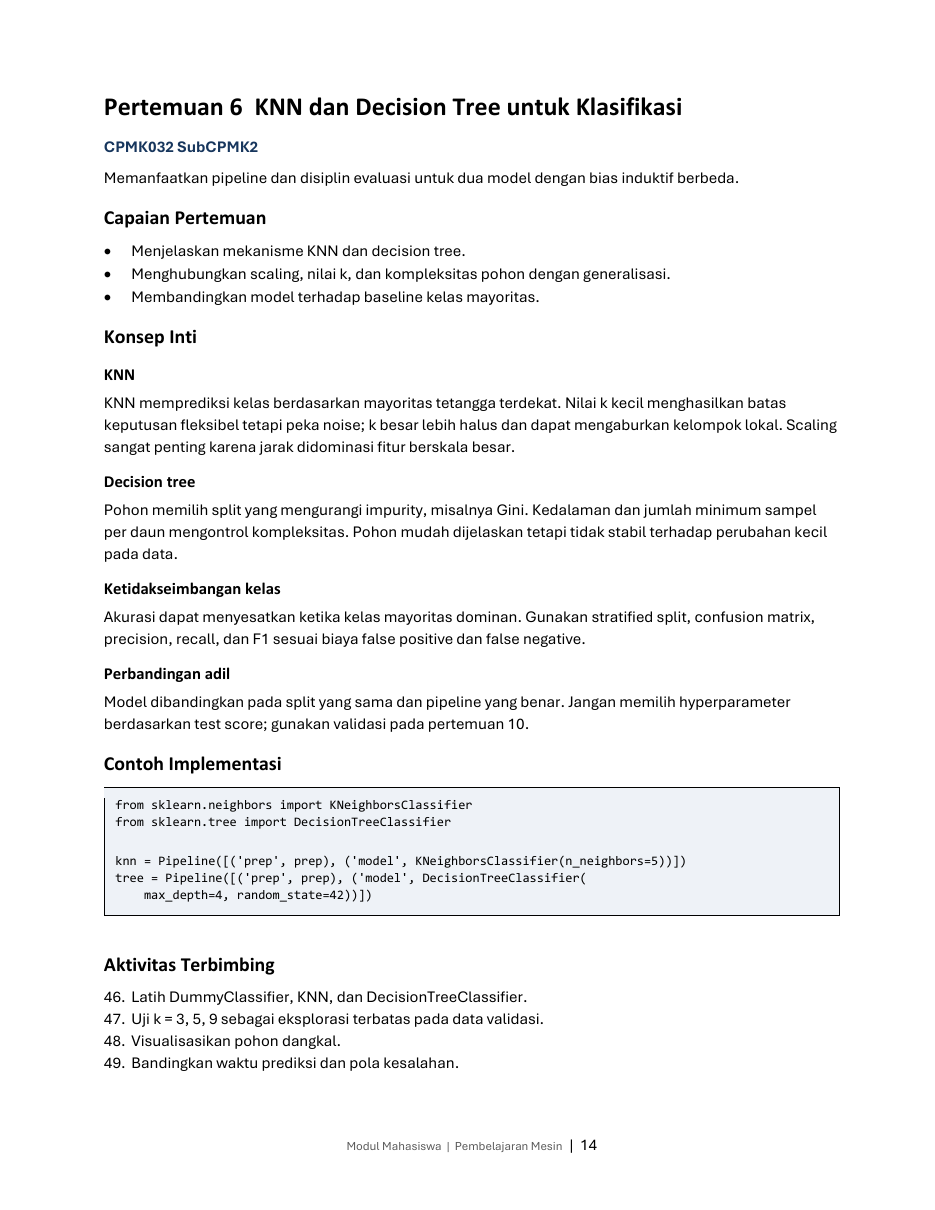 Pertemuan 6  KNN dan Decision Tree untuk Klasifikasi
CPMK032 SubCPMK2
Memanfaatkan pipeline dan disiplin evaluasi untuk dua model dengan bias induktif berbeda.
Capaian Pertemuan
• Menjelaskan mekanisme KNN dan decision tree.
• Menghubungkan scaling, nilai k, dan kompleksitas pohon dengan generalisasi.
• Membandingkan model terhadap baseline kelas mayoritas.
Konsep Inti
KNN
KNN memprediksi kelas berdasarkan mayoritas tetangga terdekat. Nilai k kecil menghasilkan batas
keputusan fleksibel tetapi peka noise; k besar lebih halus dan dapat mengaburkan kelompok lokal. Scaling
sangat penting karena jarak didominasi fitur berskala besar.
Decision tree
Pohon memilih split yang mengurangi impurity, misalnya Gini. Kedalaman dan jumlah minimum sampel
per daun mengontrol kompleksitas. Pohon mudah dijelaskan tetapi tidak stabil terhadap perubahan kecil
pada data.
Ketidakseimbangan kelas
Akurasi dapat menyesatkan ketika kelas mayoritas dominan. Gunakan stratified split, confusion matrix,
precision, recall, dan F1 sesuai biaya false positive dan false negative.
Perbandingan adil
Model dibandingkan pada split yang sama dan pipeline yang benar. Jangan memilih hyperparameter
berdasarkan test score; gunakan validasi pada pertemuan 10.
Contoh Implementasi
from sklearn.neighbors import KNeighborsClassifier
from sklearn.tree import DecisionTreeClassifier
knn = Pipeline([('prep', prep), ('model', KNeighborsClassifier(n_neighbors=5))])
tree = Pipeline([('prep', prep), ('model', DecisionTreeClassifier(
    max_depth=4, random_state=42))])
Aktivitas Terbimbing
46. Latih DummyClassifier, KNN, dan DecisionTreeClassifier.
47. Uji k = 3, 5, 9 sebagai eksplorasi terbatas pada data validasi.
48. Visualisasikan pohon dangkal.
49. Bandingkan waktu prediksi dan pola kesalahan.
Modul Mahasiswa | Pembelajaran Mesin | 14